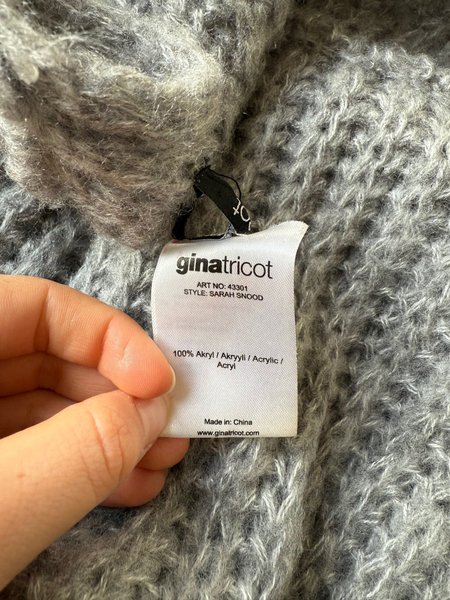 ginatricot
ART NO: 43301
STYLE: SARAH SNOOD
100% Akryl / Akryyli / Acrylic /
Acryl
Made in: China
www.ginatricot.com